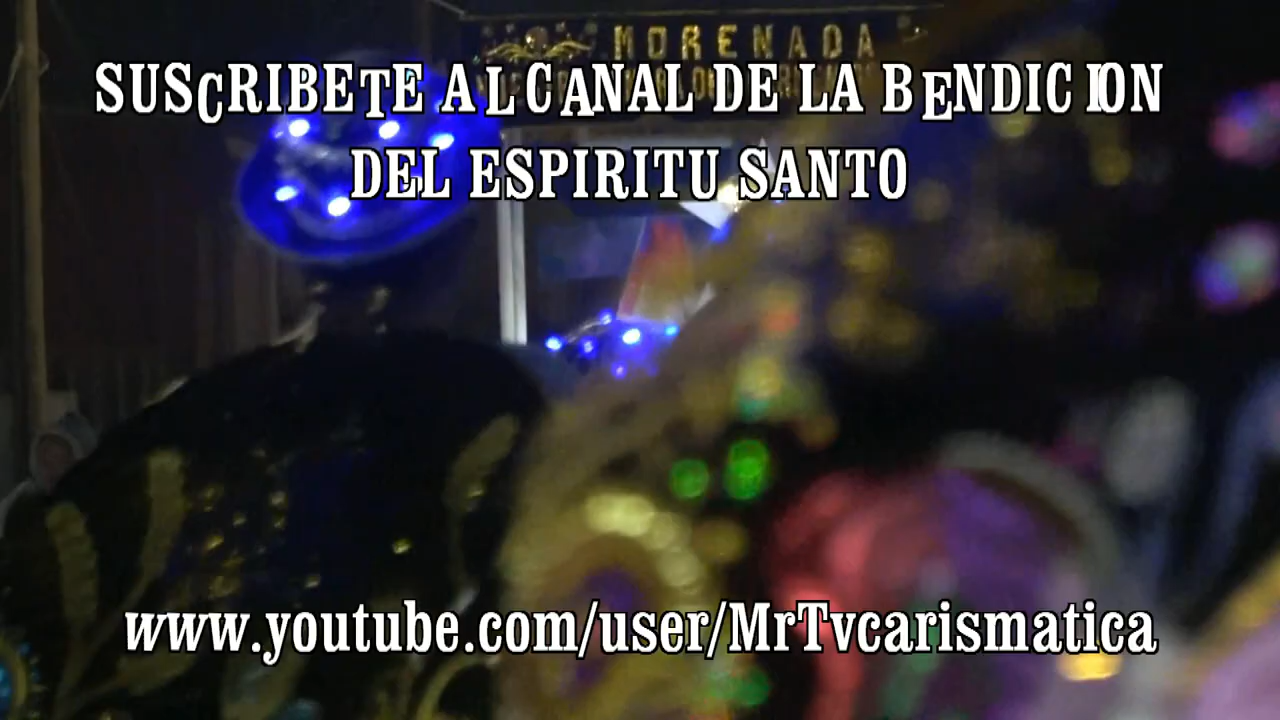 MORENADA
SUSCRIBETE AL CANAL DE LA BENDICION
DEL ESPIRITU SANTO
www.youtube.com/user/MrTvcarismatica